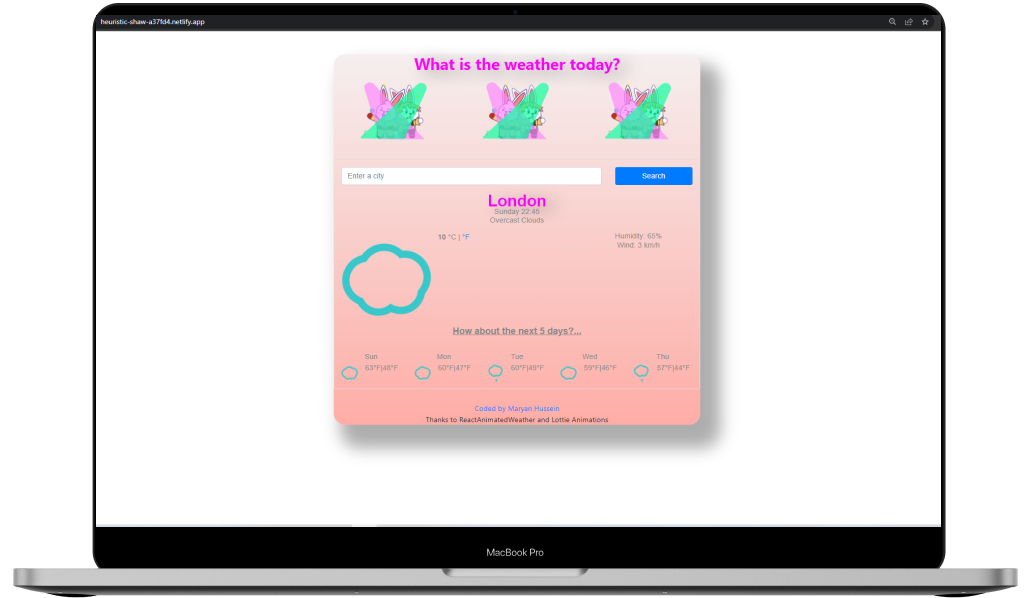 heuristic-shaw-a37fd4.netlify.app
What is the weather today?
Enter a city
Search
London
Sunday 22:45
Overcast Clouds
10 °C | °F
Humidity: 65%
Wind: 3 km/h
How about the next 5 days?...
Sun
63°F|48°F
Mon
60°F|47°F
Tue
60°F|49°F
Wed
59°F|46°F
Thu
57°F|44°F
Coded by Maryan Hussein
Thanks to ReactAnimatedWeather and Lottie Animations
MacBook Pro